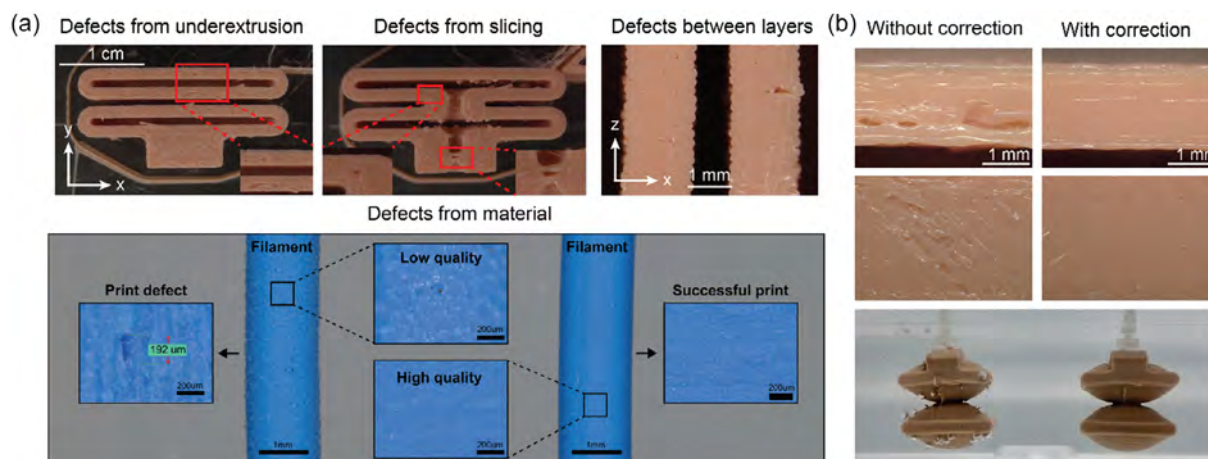 (a)
Defects from underextrusion
Defects from slicing
Defects between layers
1 cm
y
x
z
x
1 mm
Defects from material
Filament
Filament
Low quality
200um
Print defect
192 um
200um
High quality
200um
Successful print
200um
1mm
1mm
(b)
Without correction
With correction
1 mm
1 mm